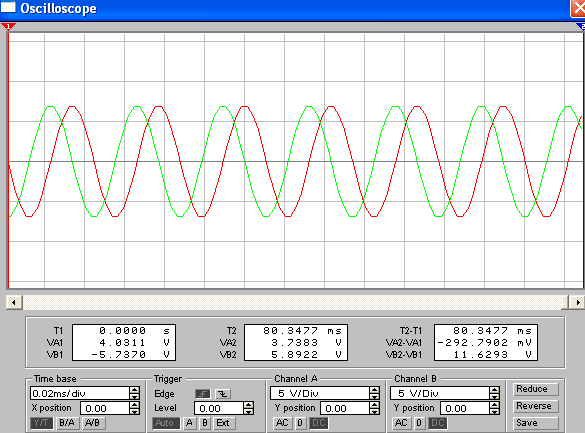 Oscilloscope
1
T1 0.0000 s T2 80.3477 ms T2-T1 80.3477 ms
VA1 4.0311 V VA2 3.7383 V VA2-VA1 -292.7902 mV
VB1 -5.7370 V VB2 5.8922 V VB2-VB1 11.6293 V
Time base Trigger Channel A Channel B Reduce
0.02ms/div Edge 5 V/Div 5 V/Div
X position 0.00 Level 0.00 Y position 0.00 Y position 0.00 Reverse
Y/T B/A A/B Auto A B Ext AC 0 DC AC 0 DC Save